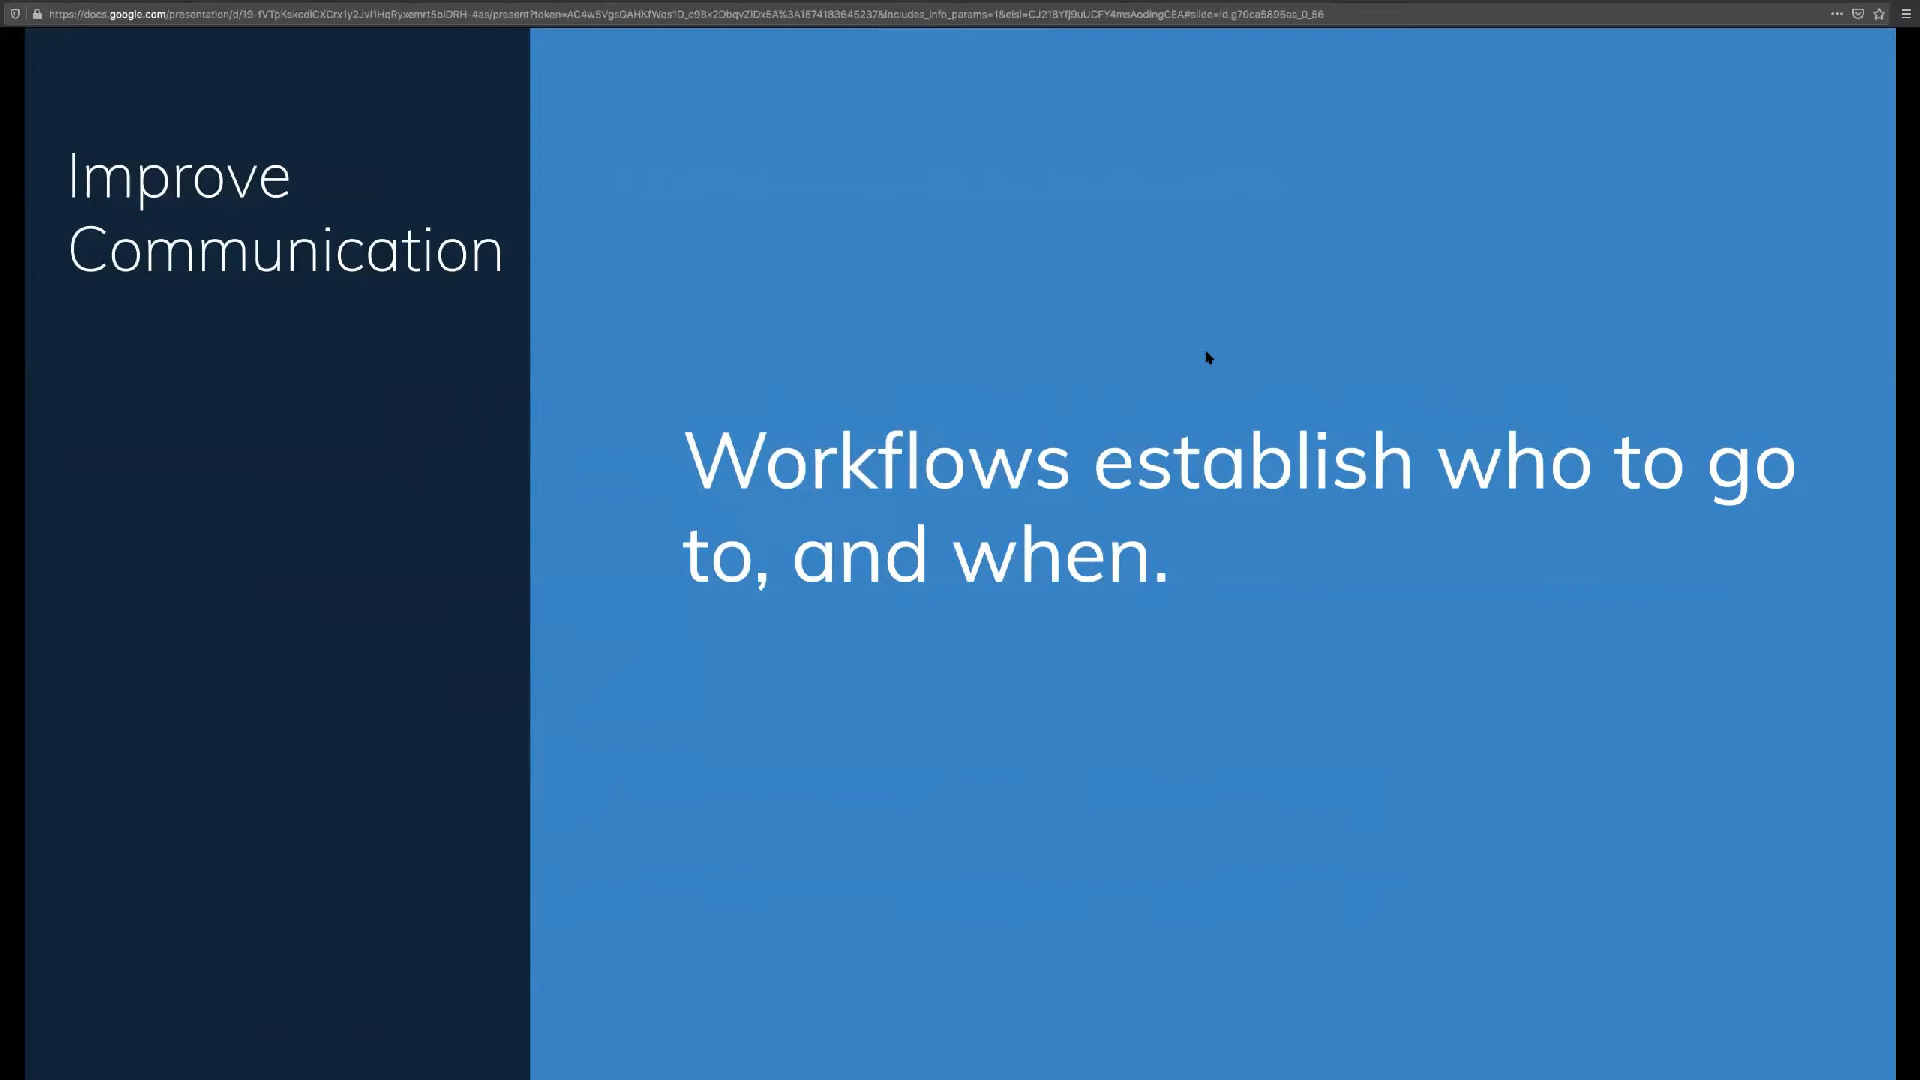 Improve
Communication
Workflows establish who to go
to, and when.